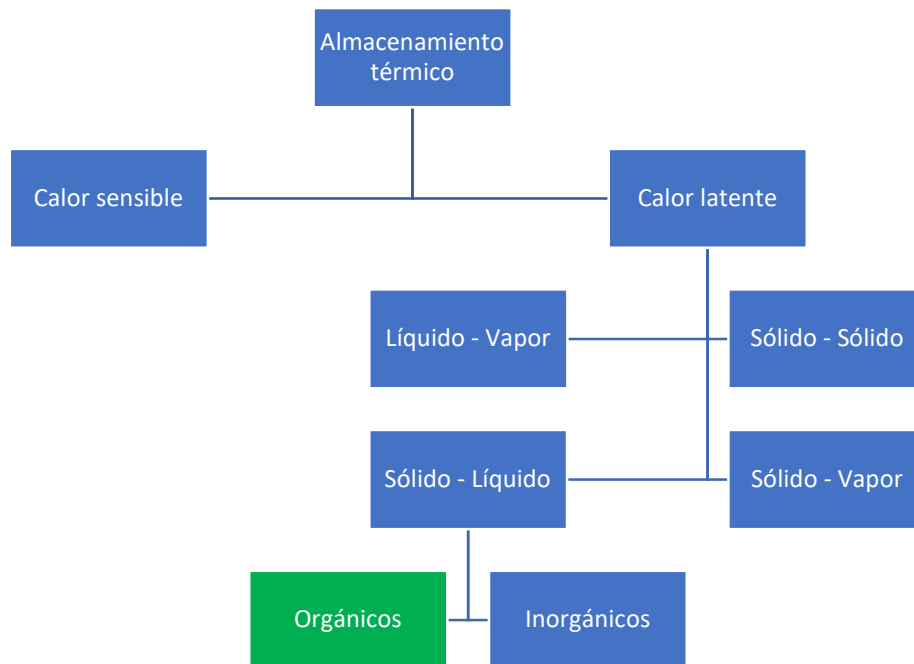 Almacenamiento
térmico
Calor sensible
Calor latente
Líquido - Vapor
Sólido - Sólido
Sólido - Líquido
Sólido - Vapor
Orgánicos
Inorgánicos